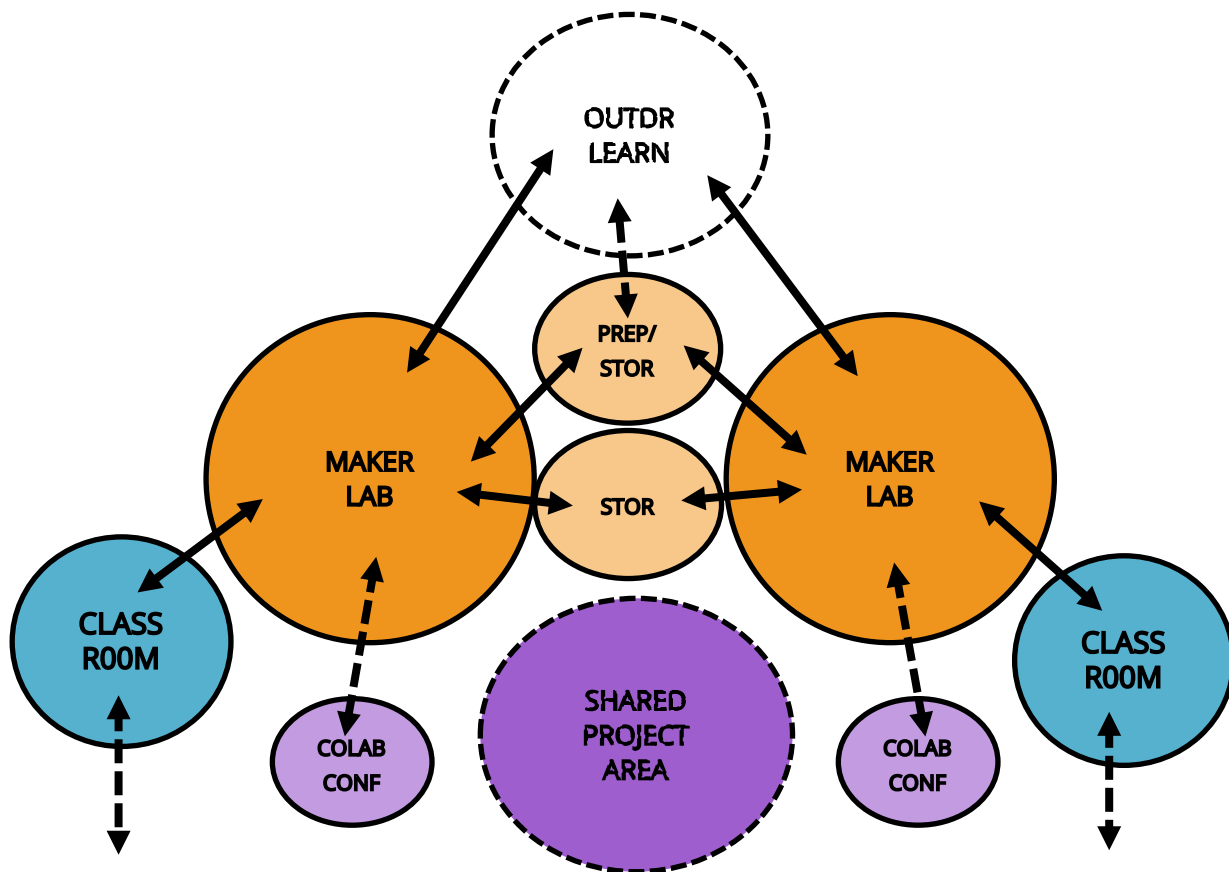 OUTDR
LEARN
PREP/
STOR
MAKER
LAB
MAKER
LAB
STOR
CLASS
R00M
CLASS
R00M
SHARED
PROJECT
AREA
COLAB
CONF
COLAB
CONF